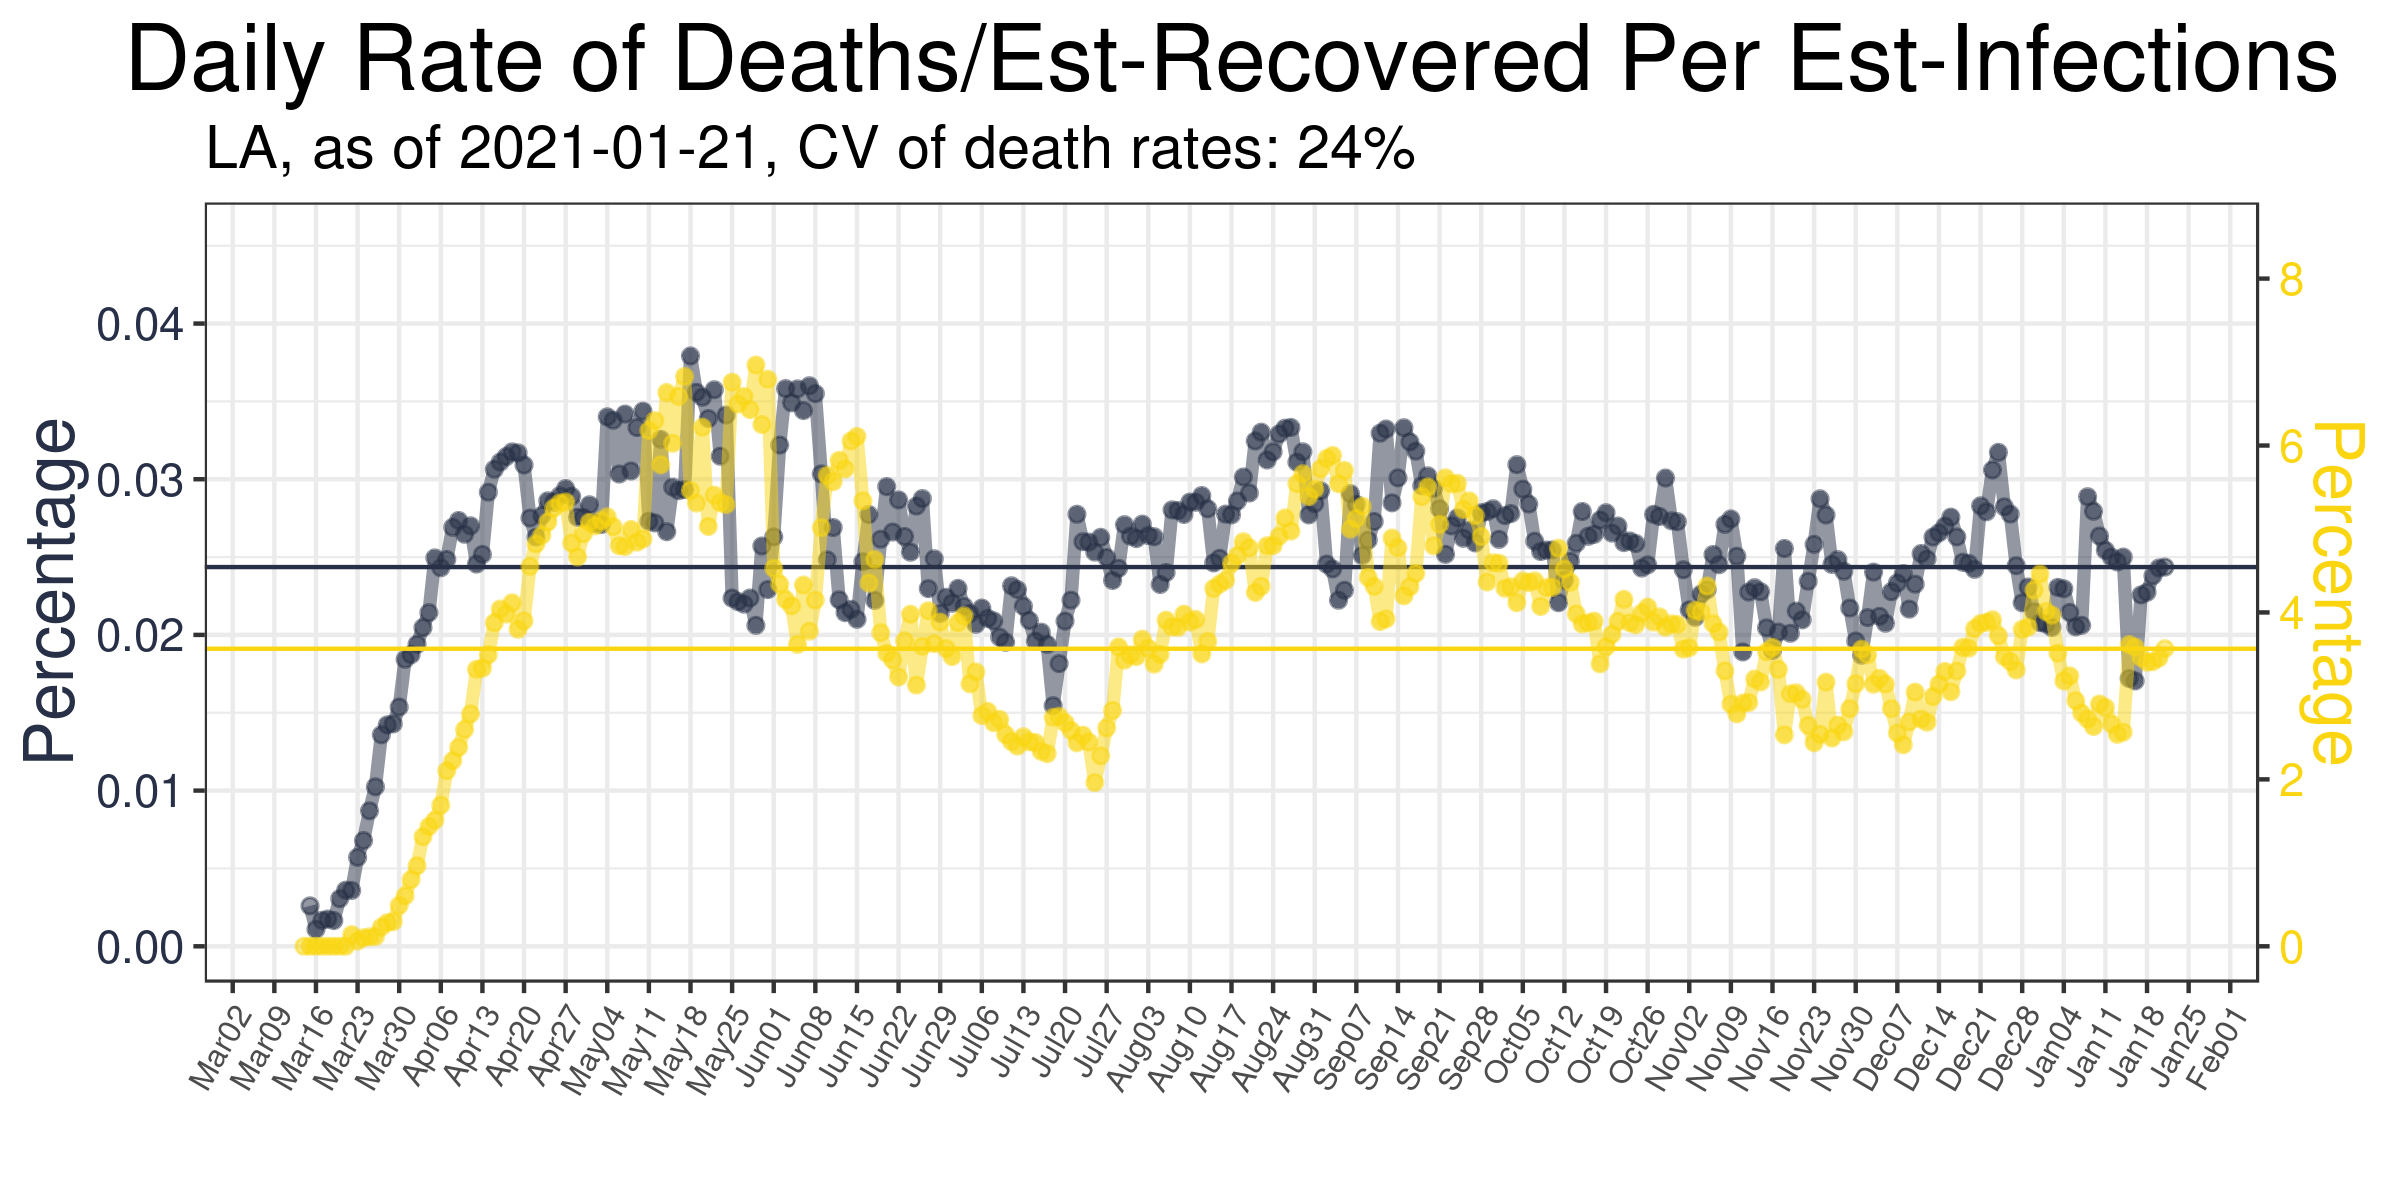 Daily Rate of Deaths/Est-Recovered Per Est-Infections
LA, as of 2021-01-21, CV of death rates: 24%
Percentage
0.04
0.03
0.02
0.01
0.00
8
6
4
2
0
Percentage
Mar02 Mar09 Mar16 Mar23 Mar30 Apr06 Apr13 Apr20 Apr27 May04 May11 May18 May25 Jun01 Jun08 Jun15 Jun22 Jun29 Jul06 Jul13 Jul20 Jul27 Aug03 Aug10 Aug17 Aug24 Aug31 Sep07 Sep14 Sep21 Sep28 Oct05 Oct12 Oct19 Oct26 Nov02 Nov09 Nov16 Nov23 Nov30 Dec07 Dec14 Dec21 Dec28 Jan04 Jan11 Jan18 Jan25 Feb01